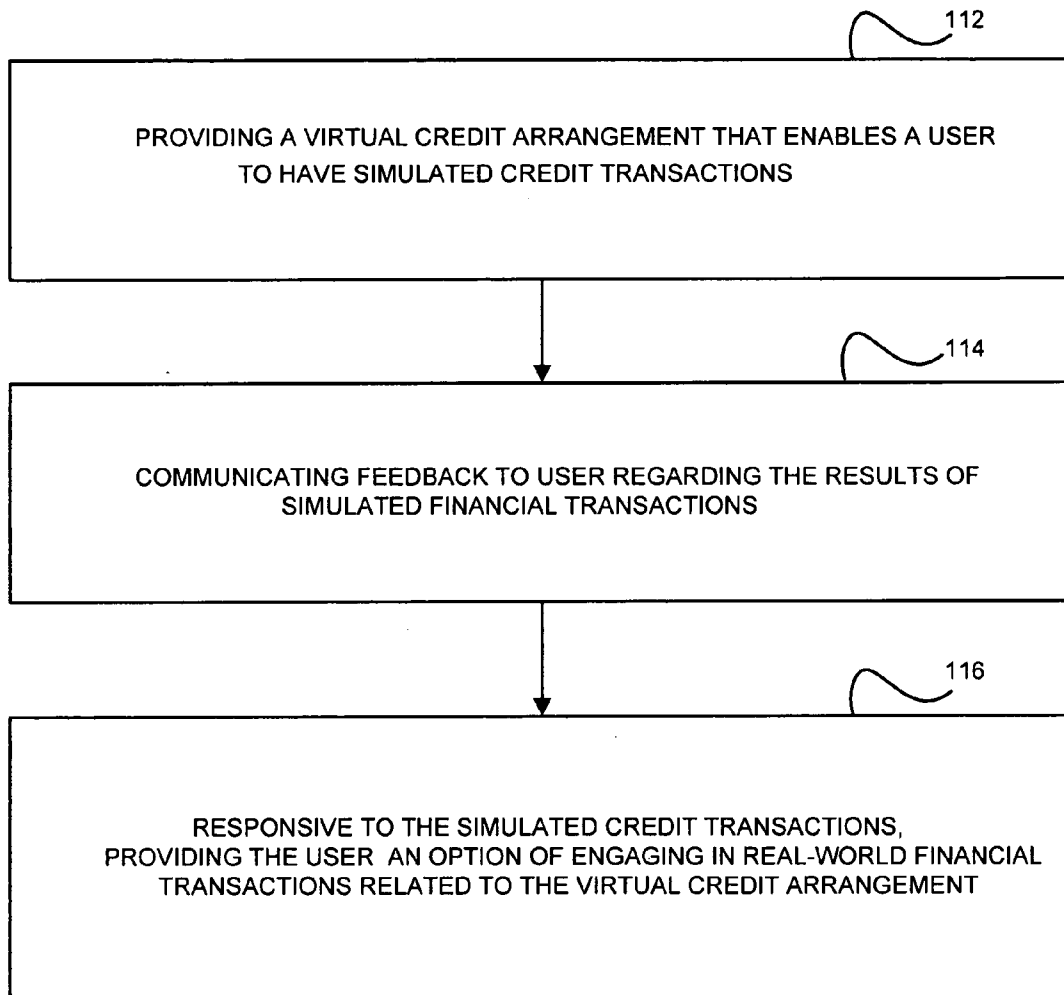 112
PROVIDING A VIRTUAL CREDIT ARRANGEMENT THAT ENABLES A USER
TO HAVE SIMULATED CREDIT TRANSACTIONS
114
COMMUNICATING FEEDBACK TO USER REGARDING THE RESULTS OF
SIMULATED FINANCIAL TRANSACTIONS
116
RESPONSIVE TO THE SIMULATED CREDIT TRANSACTIONS,
PROVIDING THE USER AN OPTION OF ENGAGING IN REAL-WORLD FINANCIAL
TRANSACTIONS RELATED TO THE VIRTUAL CREDIT ARRANGEMENT